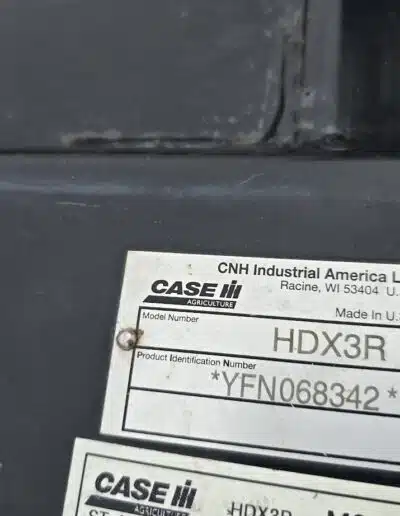 CNH Industrial America L
CASE IH
AGRICULTURE
Racine, WI 53404 U.
Made in U.
Model Number
HDX3R
Product Identification Number
*YFN068342*
CASE IH
AGRICULTURE
HDX3R